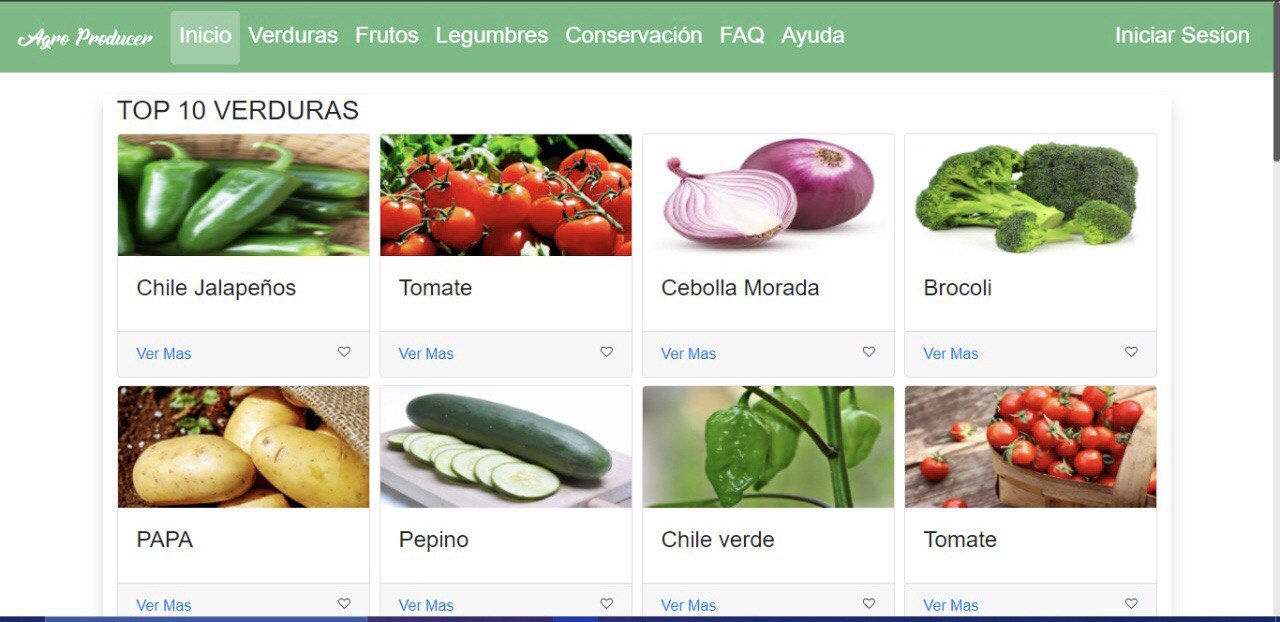 Agro Producer Inicio Verduras Frutos Legumbres Conservación FAQ Ayuda Iniciar Sesion
TOP 10 VERDURAS
Chile Jalapeños Tomate Cebolla Morada Brocoli
Ver Mas Ver Mas Ver Mas Ver Mas
PAPA Pepino Chile verde Tomate
Ver Mas Ver Mas Ver Mas Ver Mas